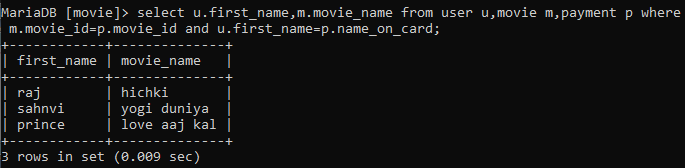 MariaDB [movie]> select u.first_name,m.movie_name from user u,movie m,payment p where
 m.movie_id=p.movie_id and u.first_name=p.name_on_card;
+------------+--------------+
| first_name | movie_name   |
+------------+--------------+
| raj        | hichki       |
| sahnvi     | yogi duniya  |
| prince     | love aaj kal |
+------------+--------------+
3 rows in set (0.009 sec)